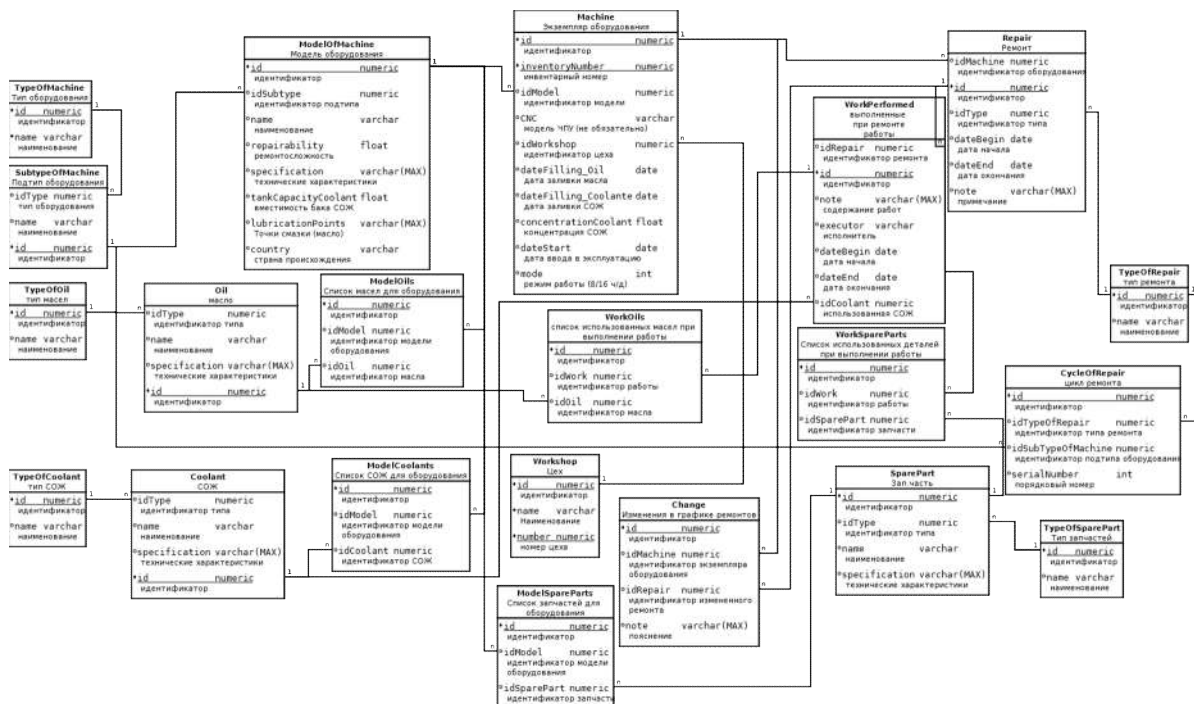 TypeOfMachine
Тип оборудования
*id numeric
идентификатор
*name varchar
наименование
SubtypeOfMachine
Подтип оборудования
idType numeric
тип оборудования
*name varchar
наименование
*id numeric
идентификатор
TypeOfOil
тип масел
*id numeric
идентификатор
name varchar
наименование
TypeOfCoolant
тип СОЖ
*id numeric
идентификатор
name varchar
наименование
ModelOfMachine
Модель оборудования
*id numeric
идентификатор
idSubtype numeric
идентификатор подтипа
name varchar
наименование
repairability float
ремонтосложность
specification varchar(MAX)
технические характеристики
tankCapacityCoolant float
вместимость бака СОЖ
lubricationPoints varchar(MAX)
Точки смазки (масло)
country varchar
страна происхождения
Oil
масло
idType numeric
идентификатор типа
name varchar
наименование
specification varchar(MAX)
технические характеристики
*id numeric
идентификатор
Coolant
СОЖ
idType numeric
идентификатор типа
name varchar
наименование
specification varchar(MAX)
технические характеристики
*id numeric
идентификатор
ModelOils
Список масел для оборудования
*id numeric
идентификатор
idModel numeric
идентификатор модели
оборудования
idOil numeric
идентификатор масла
ModelCoolants
Список СОЖ для оборудования
*id numeric
идентификатор
idModel numeric
идентификатор модели
оборудования
idCoolant numeric
идентификатор СОЖ
Machine
Экземпляр оборудования
*id numeric
идентификатор
*inventoryNumber numeric
инвентарный номер
idModel numeric
идентификатор модели
CNC varchar
модель ЧПУ (не обязательно)
idWorkshop numeric
идентификатор цеха
dateFilling_Oil date
дата заливки масла
dateFilling_Coolante date
дата заливки СОЖ
concentrationCoolant float
концентрация СОЖ
dateStart date
дата ввода в эксплуатацию
mode int
режим работы (8/16 ч/д)
WorkOils
список использованных масел при
выполнении работы
*id numeric
идентификатор
idWork numeric
идентификатор работы
idOil numeric
идентификатор масла
Workshop
Цех
*id numeric
идентификатор
*name varchar
Наименование
*number numeric
номер цеха
ModelSpareParts
Список запчастей для
оборудования
*id numeric
идентификатор
idModel numeric
идентификатор модели
оборудования
idSparePart numeric
идентификатор запчасти
Change
Изменения в графике ремонтов
*id numeric
идентификатор
idMachine numeric
идентификатор экземпляра
оборудования
idRepair numeric
идентификатор измененного
ремонта
*note varchar(MAX)
пояснение
WorkPerformed
выполненные
при ремонте
работы
idRepair numeric
идентификатор ремонта
*id numeric
идентификатор
note varchar(MAX)
содержание работ
executor varchar
исполнитель
dateBegin date
дата начала
dateEnd date
дата окончания
idCoolant numeric
использованная СОЖ
WorkSpareParts
Список использованных деталей
при выполнении работы
*id numeric
идентификатор
idWork numeric
идентификатор работы
idSparePart numeric
идентификатор запчасти
SparePart
Зап.часть
*id numeric
идентификатор
idType numeric
идентификатор типа
name varchar
наименование
*specification varchar(MAX)
технические характеристики
Repair
Ремонт
idMachine numeric
идентификатор оборудования
*id numeric
идентификатор
idType numeric
идентификатор типа
dateBegin date
дата начала
dateEnd date
дата окончания
note varchar(MAX)
примечание
TypeOfRepair
тип ремонта
*id numeric
идентификатор
name varchar
наименование
CycleOfRepair
цикл ремонта
*id numeric
идентификатор
idTypeOfRepair numeric
идентификатор типа ремонта
idSubTypeOfMachine numeric
идентификатор подтипа оборудования
serialNumber int
порядковый номер
TypeOfSparePart
Тип запчастей
*id numeric
идентификатор
name varchar
наименование